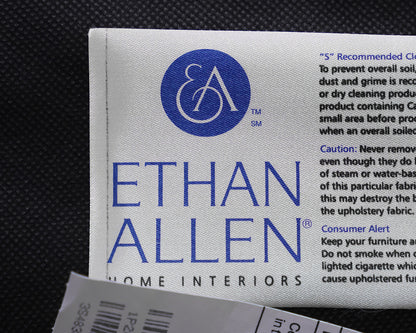 EA
TM
SM
ETHAN
ALLEN®
HOME INTERIORS
"S" Recommended Cle
To prevent overall soil,
dust and grime is reco
or dry cleaning produc
product containing Ca
small area before proc
when an overall soiled
Caution: Never remov
even though they do
of steam or water-bas
of this particular fabri
this may destroy the b
the upholstery fabric.
Consumer Alert
Keep your furniture a
Do not smoke when
lighted cigarette whic
cause upholstered fu